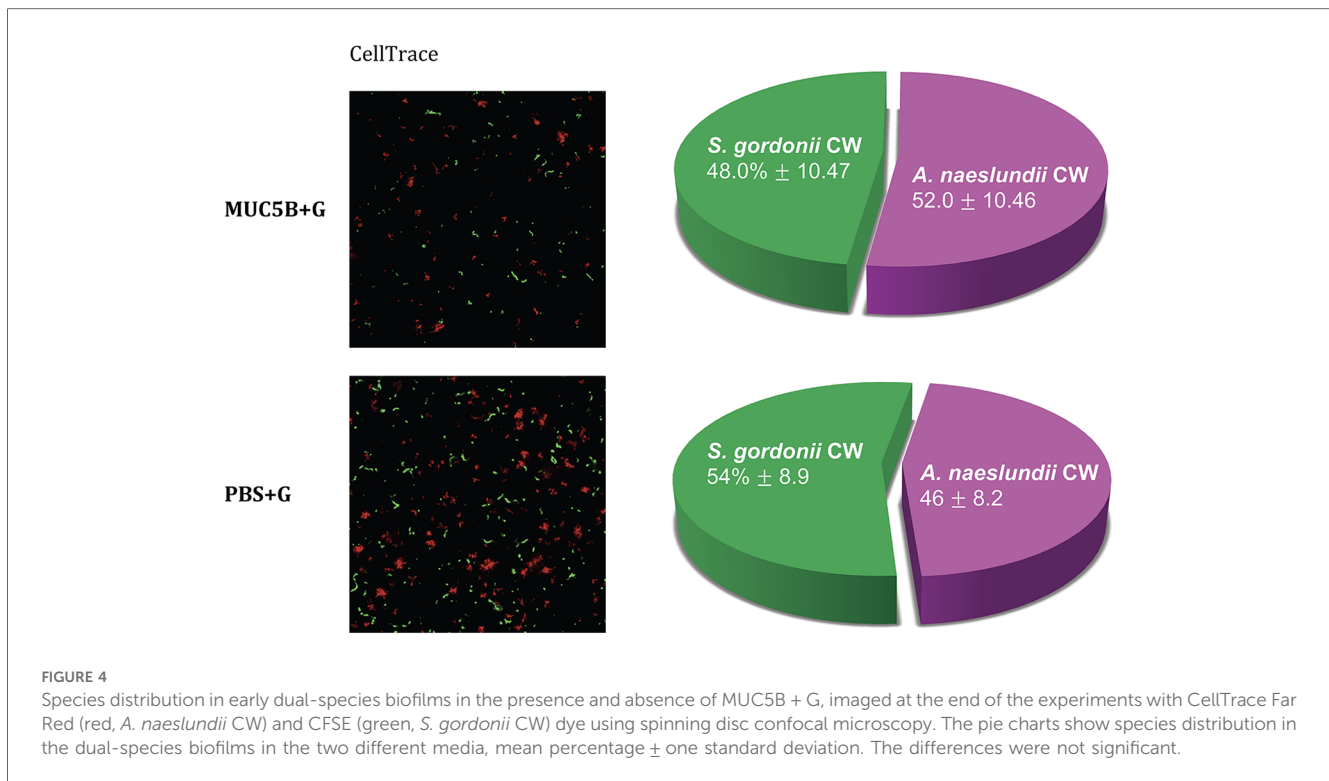 CellTrace
MUC5B+G
S. gordonii CW
48.0% ± 10.47
A. naeslundii CW
52.0 ± 10.46
PBS+G
S. gordonii CW
54% ± 8.9
A. naeslundii CW
46 ± 8.2
FIGURE 4
Species distribution in early dual-species biofilms in the presence and absence of MUC5B + G, imaged at the end of the experiments with CellTrace Far
Red (red, A. naeslundii CW) and CFSE (green, S. gordonii CW) dye using spinning disc confocal microscopy. The pie charts show species distribution in
the dual-species biofilms in the two different media, mean percentage ± one standard deviation. The differences were not significant.